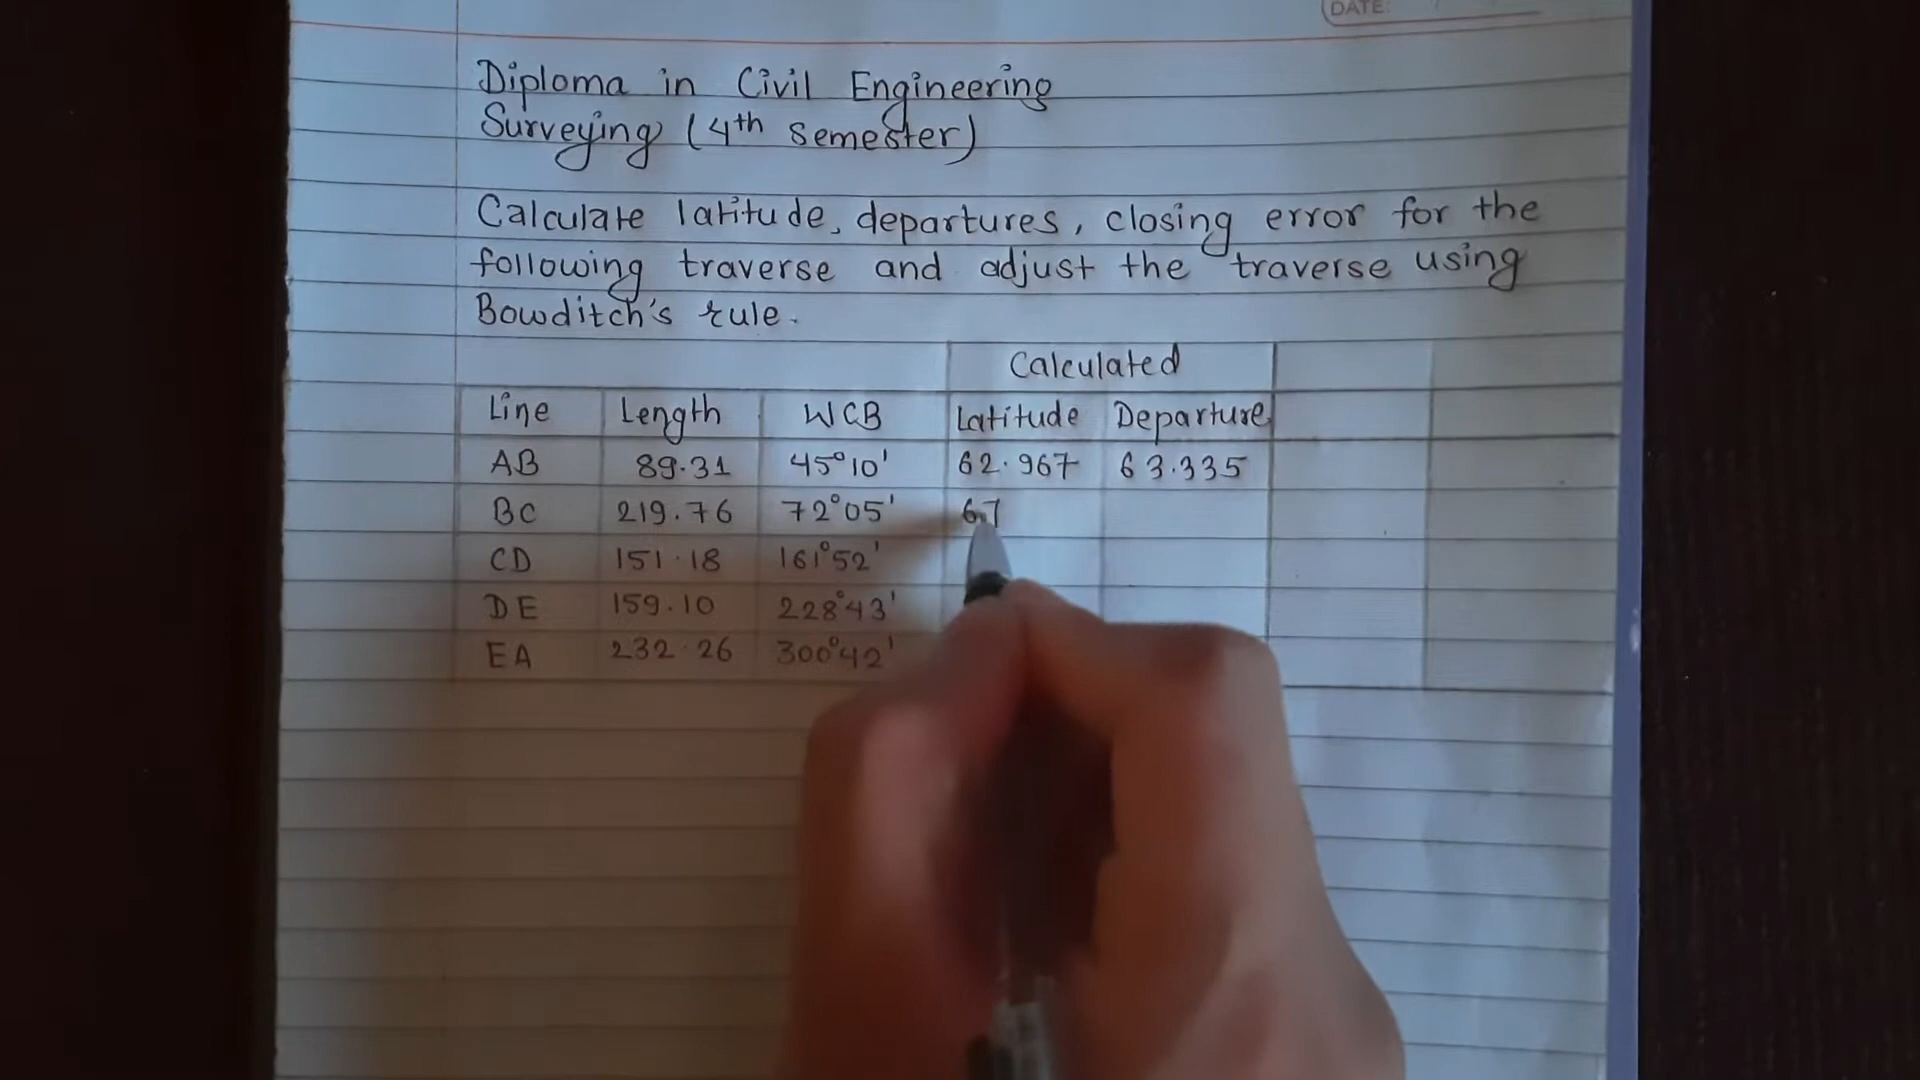 DATE:
Diploma in Civil Engineering
Surveying (4th semester)
Calculate latitude, departures, closing error for the
following traverse and adjust the traverse using
Bowditch's rule.
Calculated
Line Length WCB Latitude Departure
AB 89.31 45°10' 62.967 63.335
BC 219.76 72°05' 67
CD 151.18 161°52'
DE 159.10 228°43'
EA 232.26 300°42'